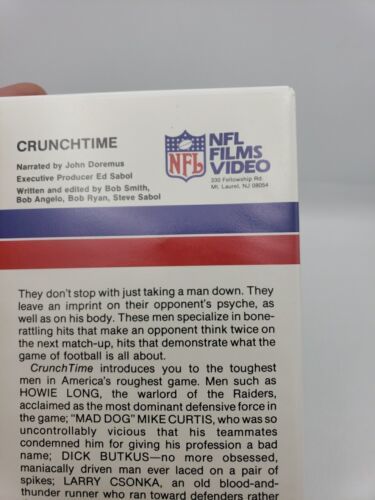 CRUNCHTIME
Narrated by John Doremus
Executive Producer Ed Sabol
Written and edited by Bob Smith,
Bob Angelo, Bob Ryan, Steve Sabol
NFL
NFL
FILMS
VIDEO
330 Fellowship Rd.
Mt. Laurel, NJ 08054
They don't stop with just taking a man down. They
leave an imprint on their opponent's psyche, as
well as on his body. These men specialize in bone-
rattling hits that make an opponent think twice on
the next match-up, hits that demonstrate what the
game of football is all about.
CrunchTime introduces you to the toughest
men in America's roughest game. Men such as
HOWIE LONG, the warlord of the Raiders,
acclaimed as the most dominant defensive force in
the game; "MAD DOG" MIKE CURTIS, who was so
uncontrollably vicious that his teammates
condemned him for giving his profession a bad
name; DICK BUTKUS—no more obsessed,
maniacally driven man ever laced on a pair of
spikes; LARRY CSONKA, an old blood-and-
thunder runner who ran toward defenders rather